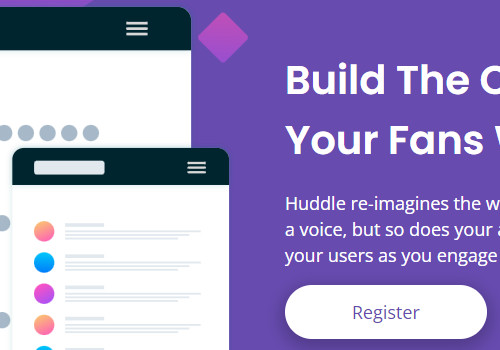 Build The
Your Fans
Huddle re-imagines the
a voice, but so does your
your users as you engage
Register